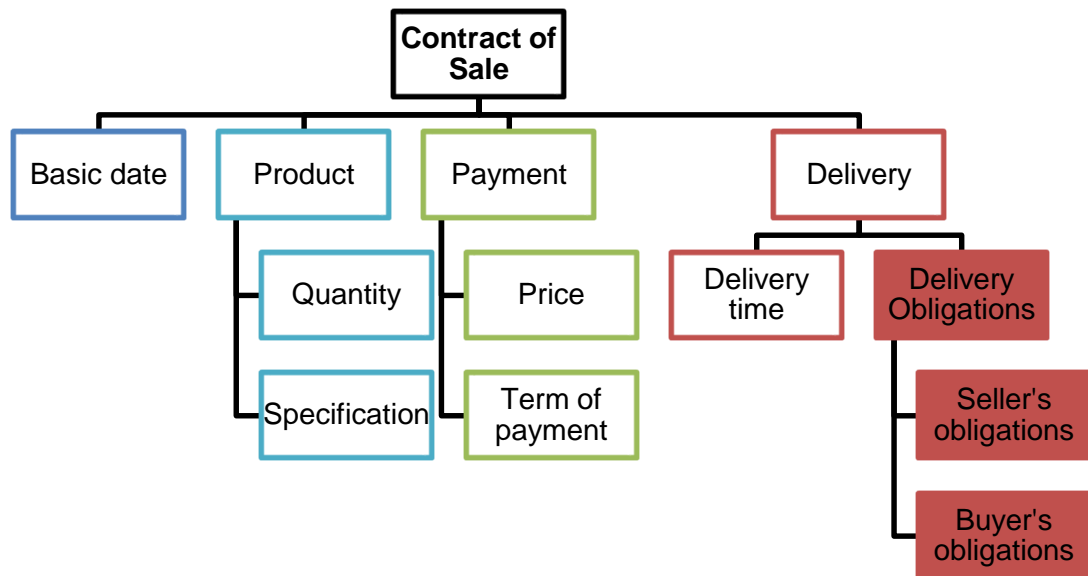 Contract of
Sale
Basic date
Product
Payment
Delivery
Quantity
Price
Delivery
time
Delivery
Obligations
Specification
Term of
payment
Seller's
obligations
Buyer's
obligations